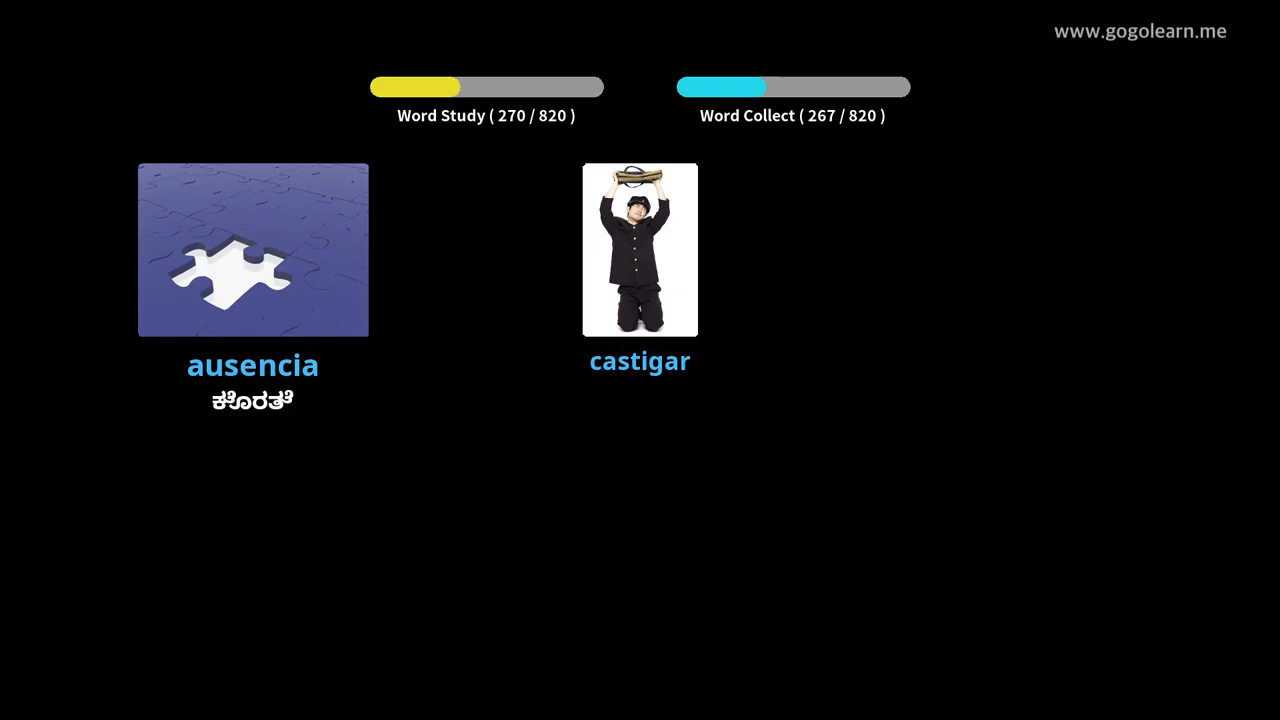 www.gogolearn.me
Word Study ( 270 / 820 )
Word Collect ( 267 / 820 )
ausencia
ಕೊರತೆ
castigar